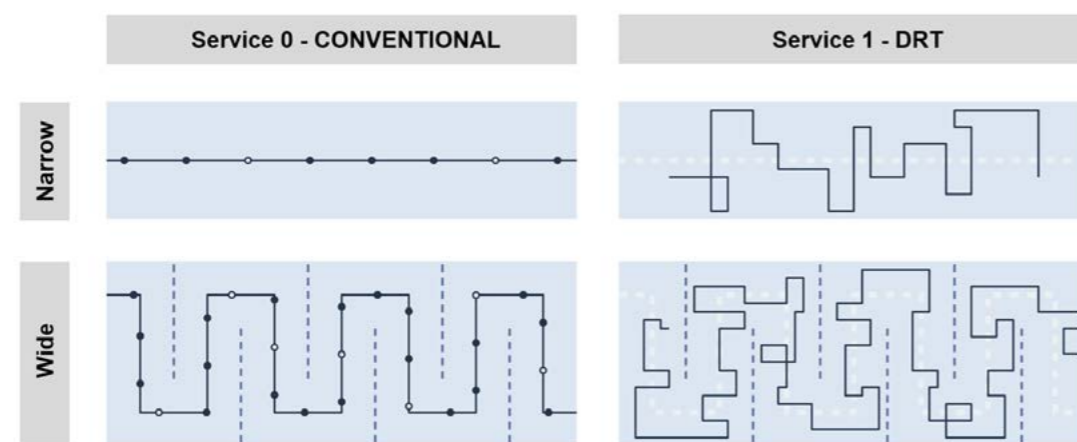 Service 0 - CONVENTIONAL
Service 1 - DRT
Narrow
Wide